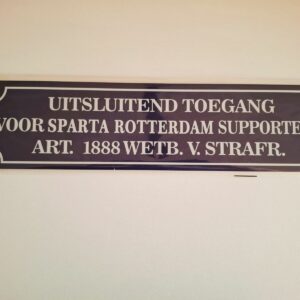 UITSLUITEND TOEGANG
VOOR SPARTA ROTTERDAM SUPPORTE
ART. 1888 WETB. V. STRAFR.